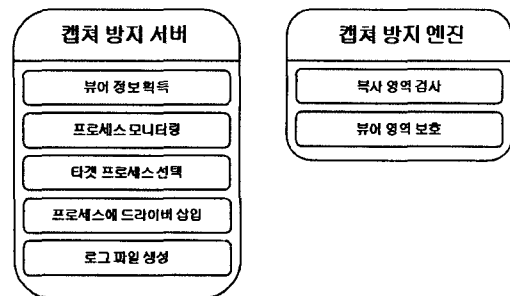 캡쳐 방지 서버
뷰어 정보획득
프로세스 모니터링
타겟 프로세스 선택
프로세스에 드라이버 삽입
로그 파일 생성
캡쳐 방지 엔진
복사 영역 검사
뷰어 영역 보호